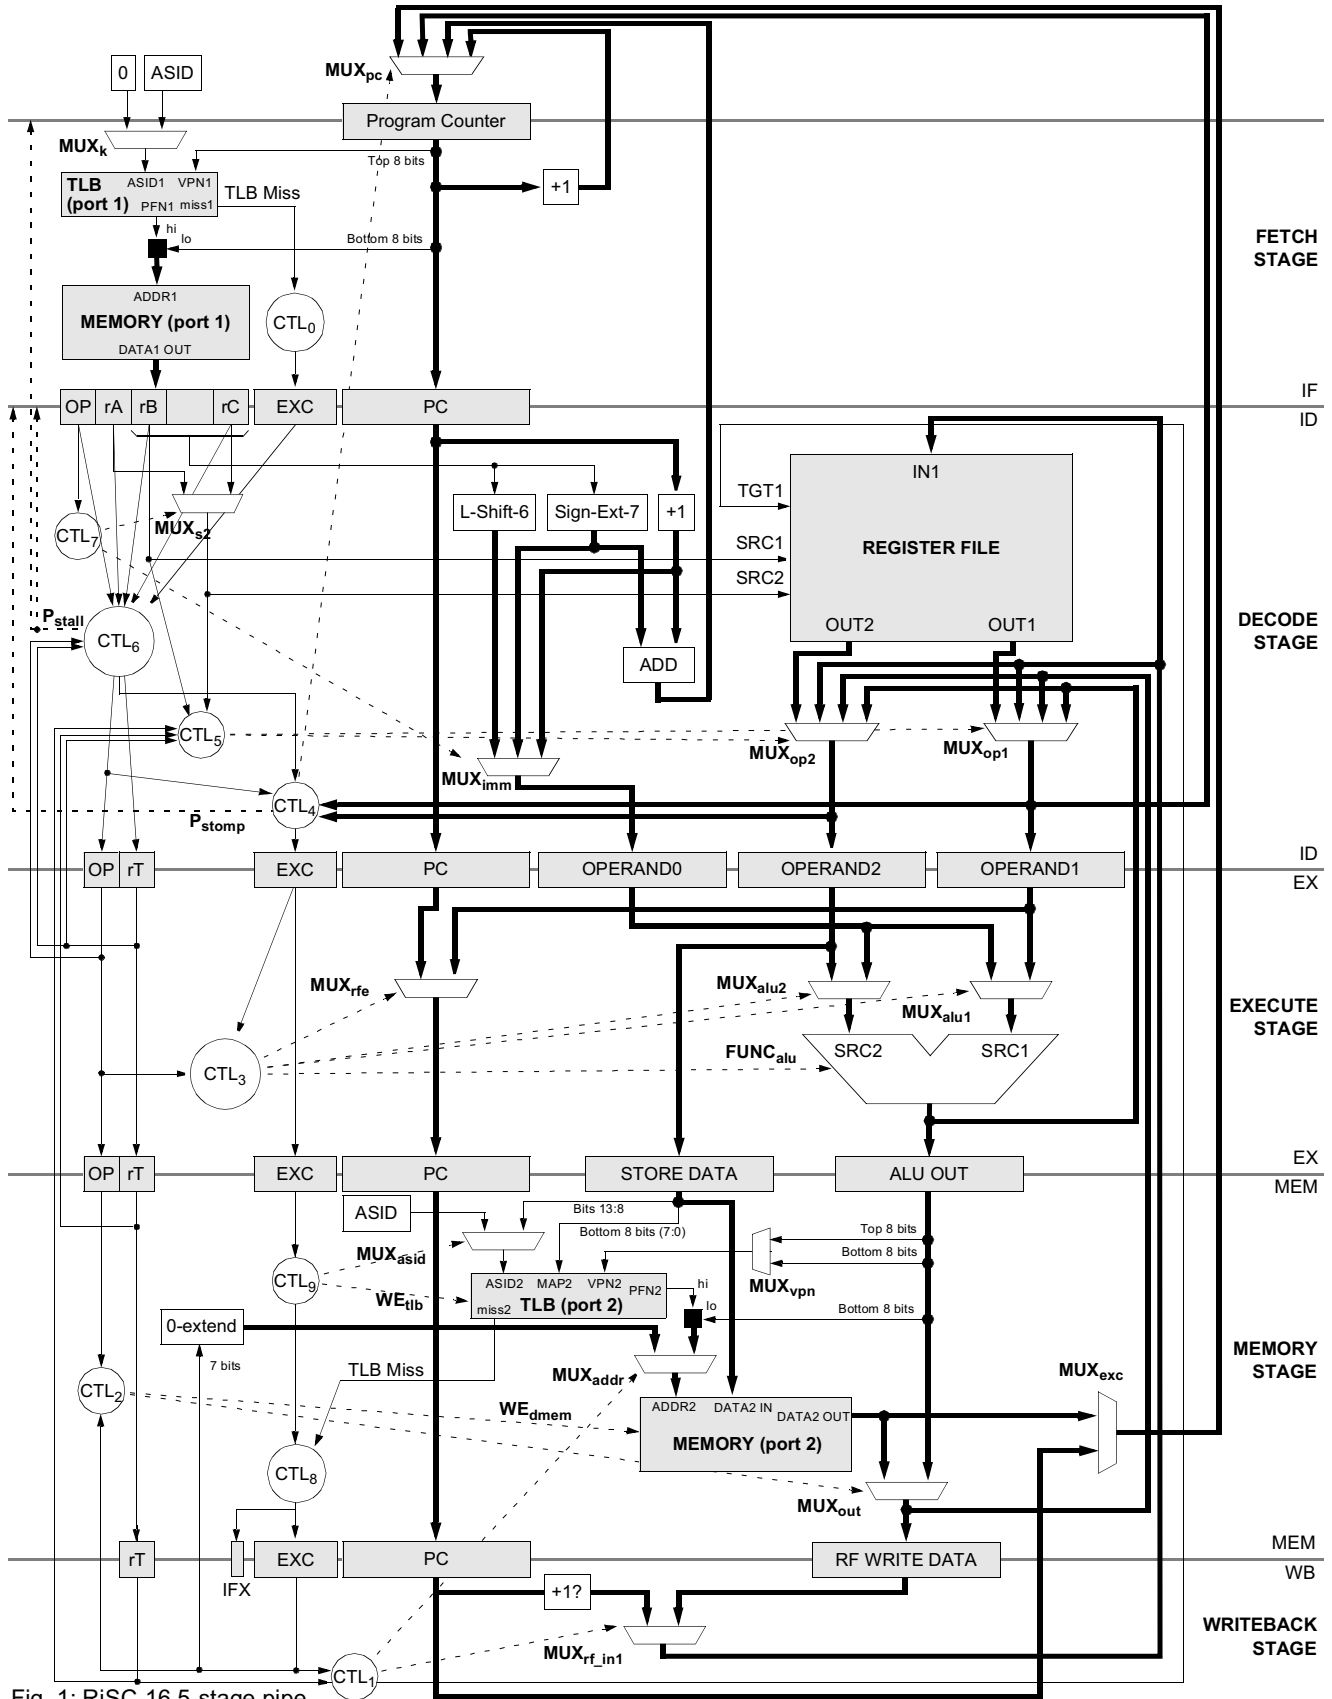 0
ASID
MUXpc
Program Counter
MUXk
Top 8 bits
TLB
(port 1)
ASID1
VPN1
PFN1
miss1
TLB Miss
+1
hi
lo
Bottom 8 bits
FETCH
STAGE
ADDR1
MEMORY (port 1)
DATA1 OUT
CTL0
OP
rA
rB
rC
EXC
PC
IF
ID
IN1
TGT1
L-Shift-6
Sign-Ext-7
+1
MUXs2
CTL7
SRC1
REGISTER FILE
SRC2
Pstall
CTL6
OUT2
OUT1
DECODE
STAGE
ADD
CTL5
MUXop2
MUXop1
MUXimm
CTL4
Pstomp
OP
rT
EXC
PC
OPERAND0
OPERAND2
OPERAND1
ID
EX
MUXrfe
MUXalu2
MUXalu1
EXECUTE
STAGE
FUNCalu
SRC2
SRC1
CTL3
OP
rT
EXC
PC
STORE DATA
ALU OUT
EX
MEM
ASID
Bits 13:8
Bottom 8 bits (7:0)
Top 8 bits
Bottom 8 bits
MUXasid
CTL9
MUXvpn
ASID2
MAP2
VPN2
PFN2
WEtlb
miss2
TLB (port 2)
hi
lo
Bottom 8 bits
0-extend
7 bits
TLB Miss
MUXaddr
MUXexc
MEMORY
STAGE
CTL2
WEdmem
ADDR2
DATA2 IN
DATA2 OUT
MEMORY (port 2)
CTL8
MUXout
rT
IFX
EXC
PC
RF WRITE DATA
MEM
WB
+1?
MUXrf_in1
WRITEBACK
STAGE
CTL1
Fig. 1: RiSC-16 5-stage pipe